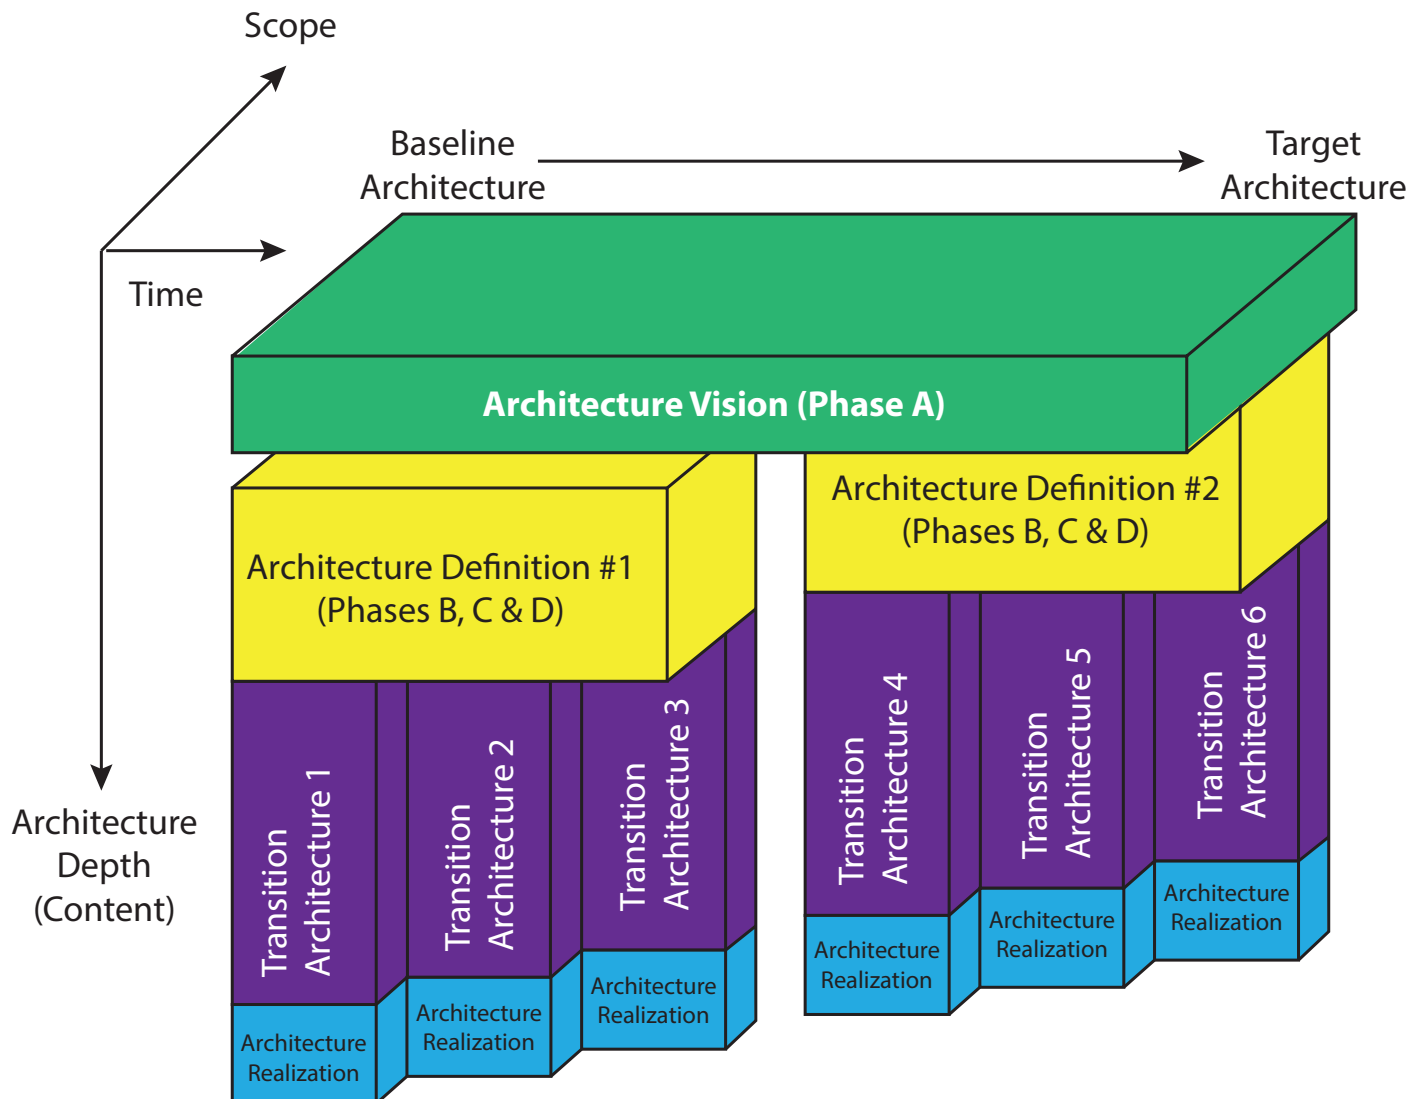 Scope
Baseline
Architecture
Target
Architecture
Time
Architecture Vision (Phase A)
Architecture Definition #1
(Phases B, C & D)
Architecture Definition #2
(Phases B, C & D)
Transition
Architecture 1
Transition
Architecture 2
Transition
Architecture 3
Transition
Architecture 4
Transition
Architecture 5
Transition
Architecture 6
Architecture
Depth
(Content)
Architecture
Realization
Architecture
Realization
Architecture
Realization
Architecture
Realization
Architecture
Realization
Architecture
Realization